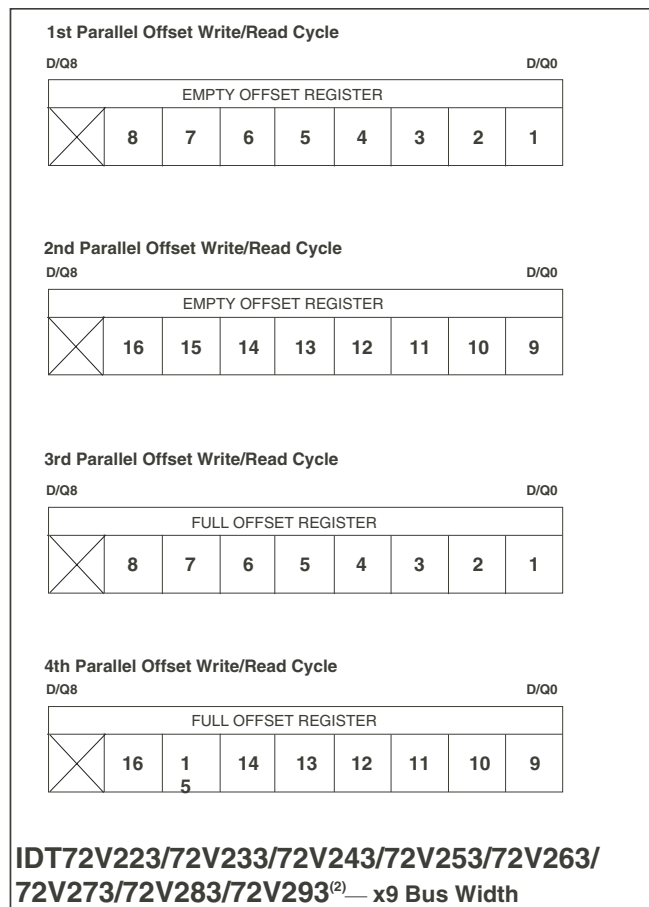 1st Parallel Offset Write/Read Cycle
D/Q8 D/Q0
EMPTY OFFSET REGISTER
8 7 6 5 4 3 2 1
2nd Parallel Offset Write/Read Cycle
D/Q8 D/Q0
EMPTY OFFSET REGISTER
16 15 14 13 12 11 10 9
3rd Parallel Offset Write/Read Cycle
D/Q8 D/Q0
FULL OFFSET REGISTER
8 7 6 5 4 3 2 1
4th Parallel Offset Write/Read Cycle
D/Q8 D/Q0
FULL OFFSET REGISTER
16 15 14 13 12 11 10 9
IDT72V223/72V233/72V243/72V253/72V263/
72V273/72V283/72V293(2)— x9 Bus Width